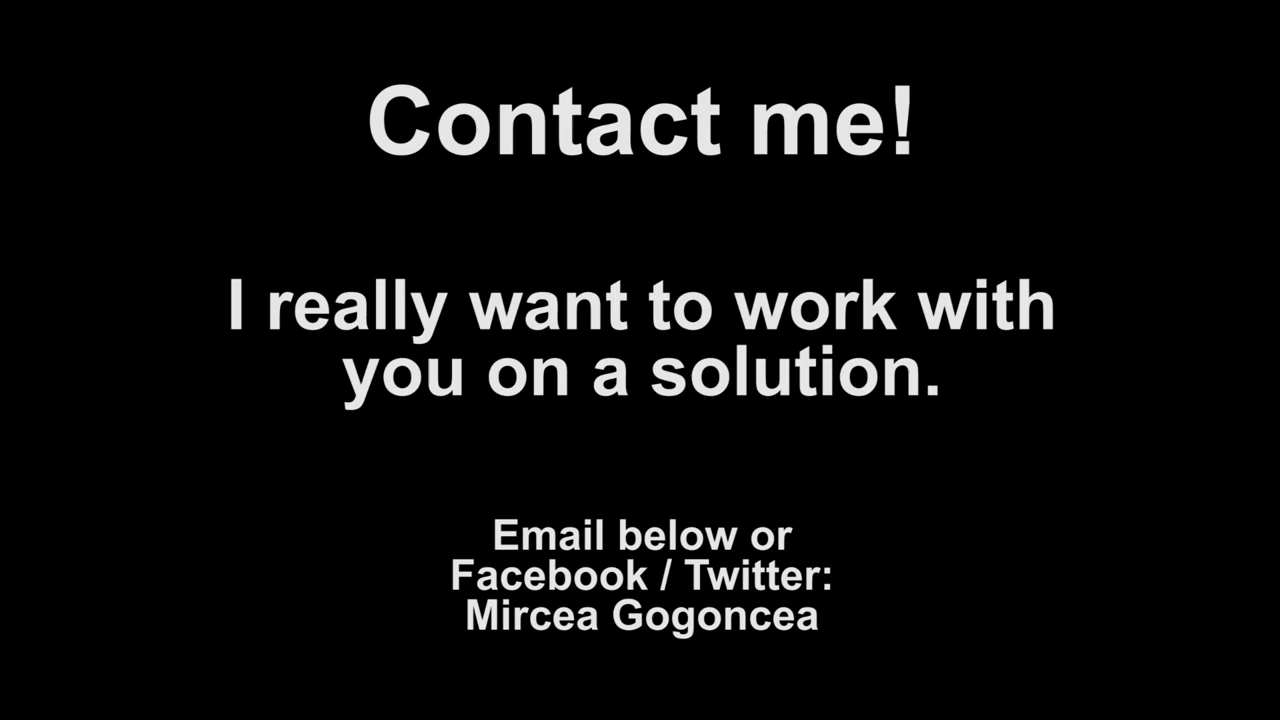 Contact me!
I really want to work with
you on a solution.
Email below or
Facebook / Twitter:
Mircea Gogoncea